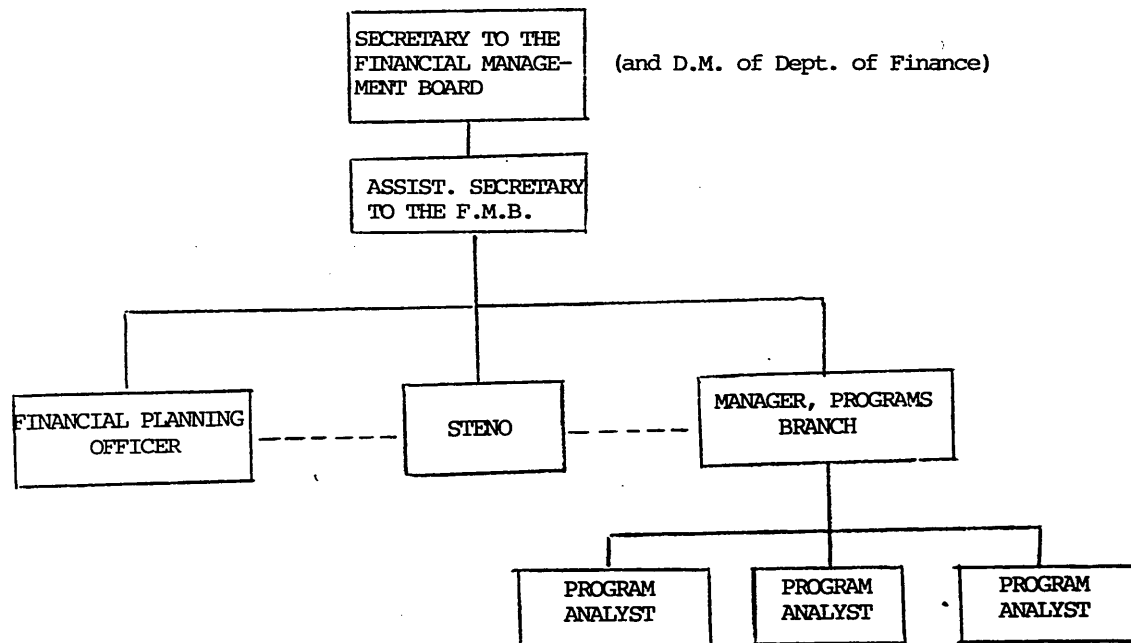 SECRETARY TO THE
FINANCIAL MANAGE-
MENT BOARD
(and D.M. of Dept. of Finance)
ASSIST. SECRETARY
TO THE F.M.B.
FINANCIAL PLANNING
OFFICER
STENO
MANAGER, PROGRAMS
BRANCH
PROGRAM
ANALYST
PROGRAM
ANALYST
PROGRAM
ANALYST